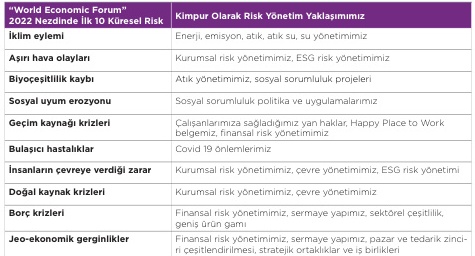 "World Economic Forum"
2022 Nezdinde İlk 10 Küresel Risk
Kimpur Olarak Risk Yönetim Yaklaşımımız
İklim eylemi
Enerji, emisyon, atık, atık su, su yönetimimiz
Aşırı hava olayları
Kurumsal risk yönetimimiz, ESG risk yönetimimiz
Biyoçeşitlilik kaybı
Atık yönetimimiz, sosyal sorumluluk projeleri
Sosyal uyum erozyonu
Sosyal sorumluluk politika ve uygulamalarımız
Geçim kaynağı krizleri
Çalışanlarımıza sağladığımız yan haklar, Happy Place to Work
belgemiz, finansal risk yönetimimiz
Bulaşıcı hastalıklar
Covid 19 önlemlerimiz
İnsanların çevreye verdiği zarar
Kurumsal risk yönetimimiz, çevre yönetimimiz, ESG risk yönetimi
Doğal kaynak krizleri
Kurumsal risk yönetimimiz, çevre yönetimimiz
Borç krizleri
Finansal risk yönetimimiz, sermaye yapımız, sektörel çeşitlilik,
geniş ürün gamı
Jeo-ekonomik gerginlikler
Finansal risk yönetimimiz, sermaye yapımız, pazar ve tedarik zinci-
ri çeşitlendirilmesi, stratejik ortaklıklar ve iş birlikleri